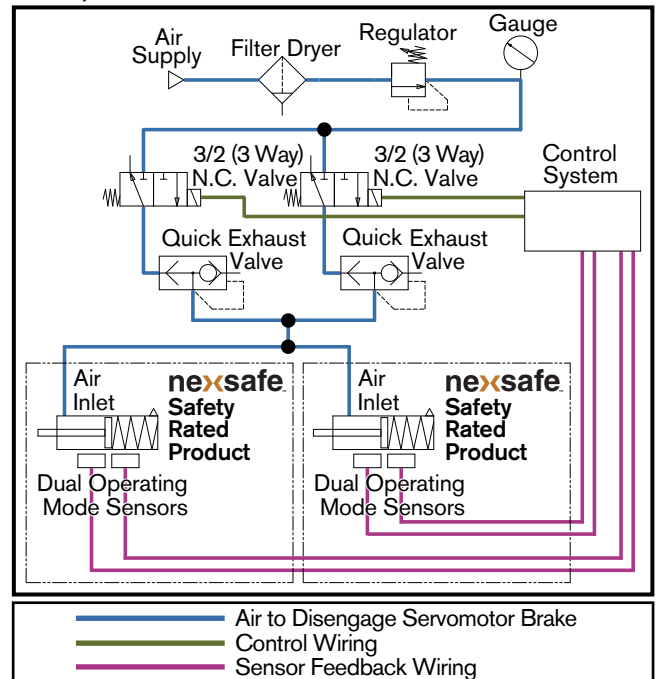 Air
Supply
Filter Dryer
Regulator
Gauge
3/2 (3 Way)
N.C. Valve
3/2 (3 Way)
N.C. Valve
Control
System
Quick Exhaust
Valve
Quick Exhaust
Valve
Air
Inlet
nexsafe™
Safety
Rated
Product
Dual Operating
Mode Sensors
Air
Inlet
nexsafe™
Safety
Rated
Product
Dual Operating
Mode Sensors
Air to Disengage Servomotor Brake
Control Wiring
Sensor Feedback Wiring